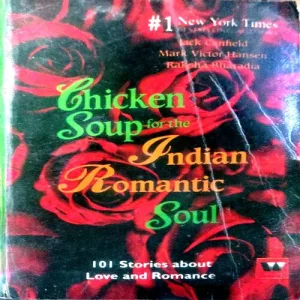 #1 New York Times
Jack Canfield
Mark Victor Hansen
Raksha Bharadia
Chicken
Soup for the
Indian
Romantic
Soul
101 Stories about
Love and Romance